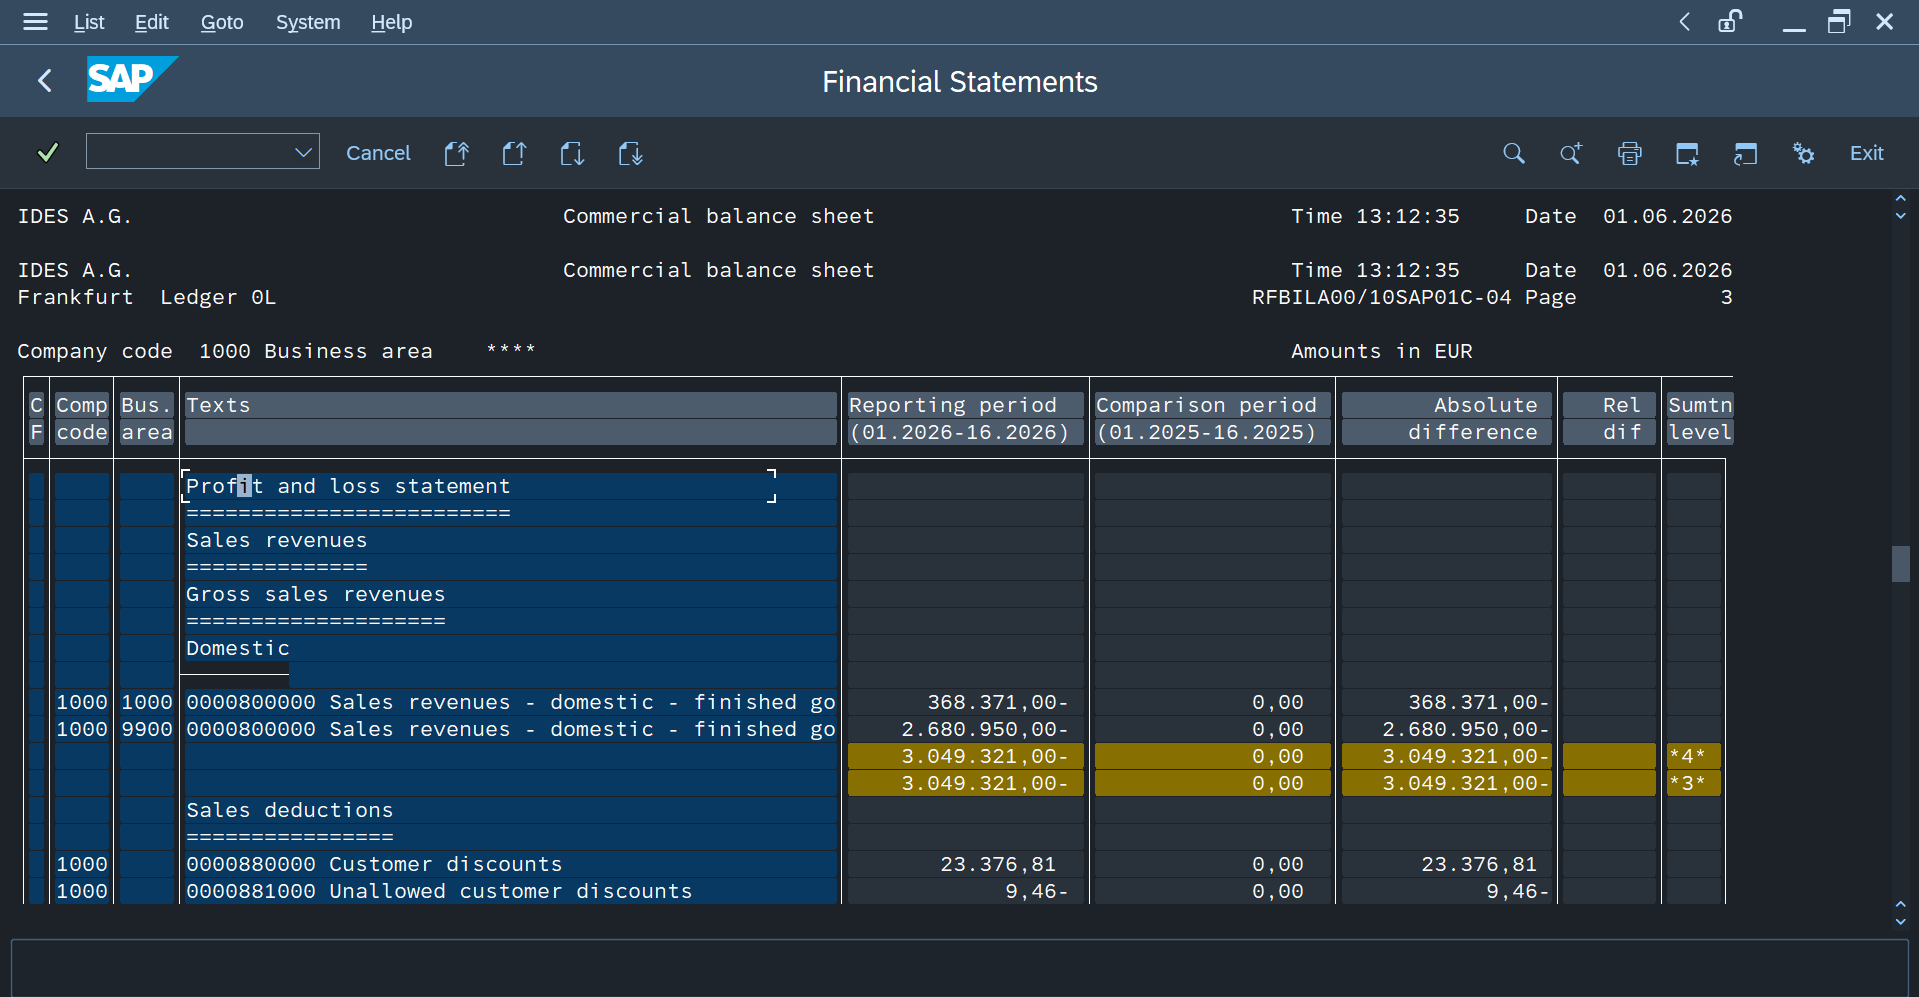 List Edit Goto System Help
SAP Financial Statements
Cancel Exit
IDES A.G. Commercial balance sheet Time 13:12:35 Date 01.06.2026
IDES A.G. Commercial balance sheet Time 13:12:35 Date 01.06.2026
Frankfurt Ledger 0L RFBILA00/10SAP01C-04 Page 3
Company code 1000 Business area **** Amounts in EUR
C Comp Bus. Texts Reporting period Comparison period Absolute Rel Sumtn
F code area (01.2026-16.2026) (01.2025-16.2025) difference dif level
Profit and loss statement
=========================
Sales revenues
==============
Gross sales revenues
====================
Domestic
1000 1000 0000800000 Sales revenues - domestic - finished go 368.371,00- 0,00 368.371,00-
1000 9900 0000800000 Sales revenues - domestic - finished go 2.680.950,00- 0,00 2.680.950,00-
3.049.321,00- 0,00 3.049.321,00- *4*
3.049.321,00- 0,00 3.049.321,00- *3*
Sales deductions
================
1000 0000880000 Customer discounts 23.376,81 0,00 23.376,81
1000 0000881000 Unallowed customer discounts 9,46- 0,00 9,46-